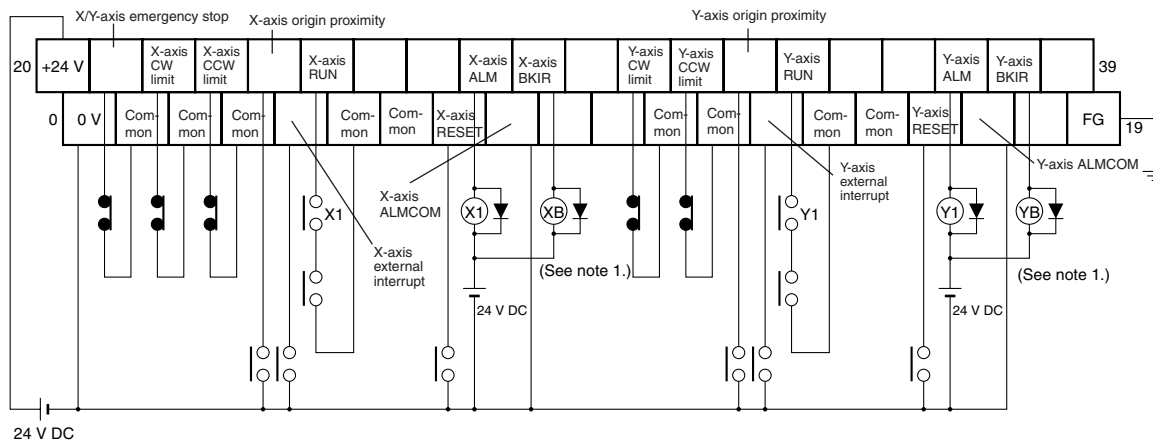 X/Y-axis emergency stop
X-axis origin proximity
Y-axis origin proximity
20
+24 V
X-axis
CW
limit
X-axis
CCW
limit
X-axis
RUN
X-axis
ALM
X-axis
BKIR
Y-axis
CW
limit
Y-axis
CCW
limit
Y-axis
RUN
Y-axis
ALM
Y-axis
BKIR
39
0
0 V
Com-
mon
Com-
mon
Com-
mon
Com-
mon
Com-
mon
X-axis
RESET
Com-
mon
Com-
mon
Com-
mon
Com-
mon
Y-axis
RESET
FG
19
X-axis
ALMCOM
Y-axis
external
interrupt
Y-axis ALMCOM
X1
X1
XB
Y1
Y1
YB
X-axis
external
interrupt
(See note 1.)
(See note 1.)
24 V DC
24 V DC
24 V DC